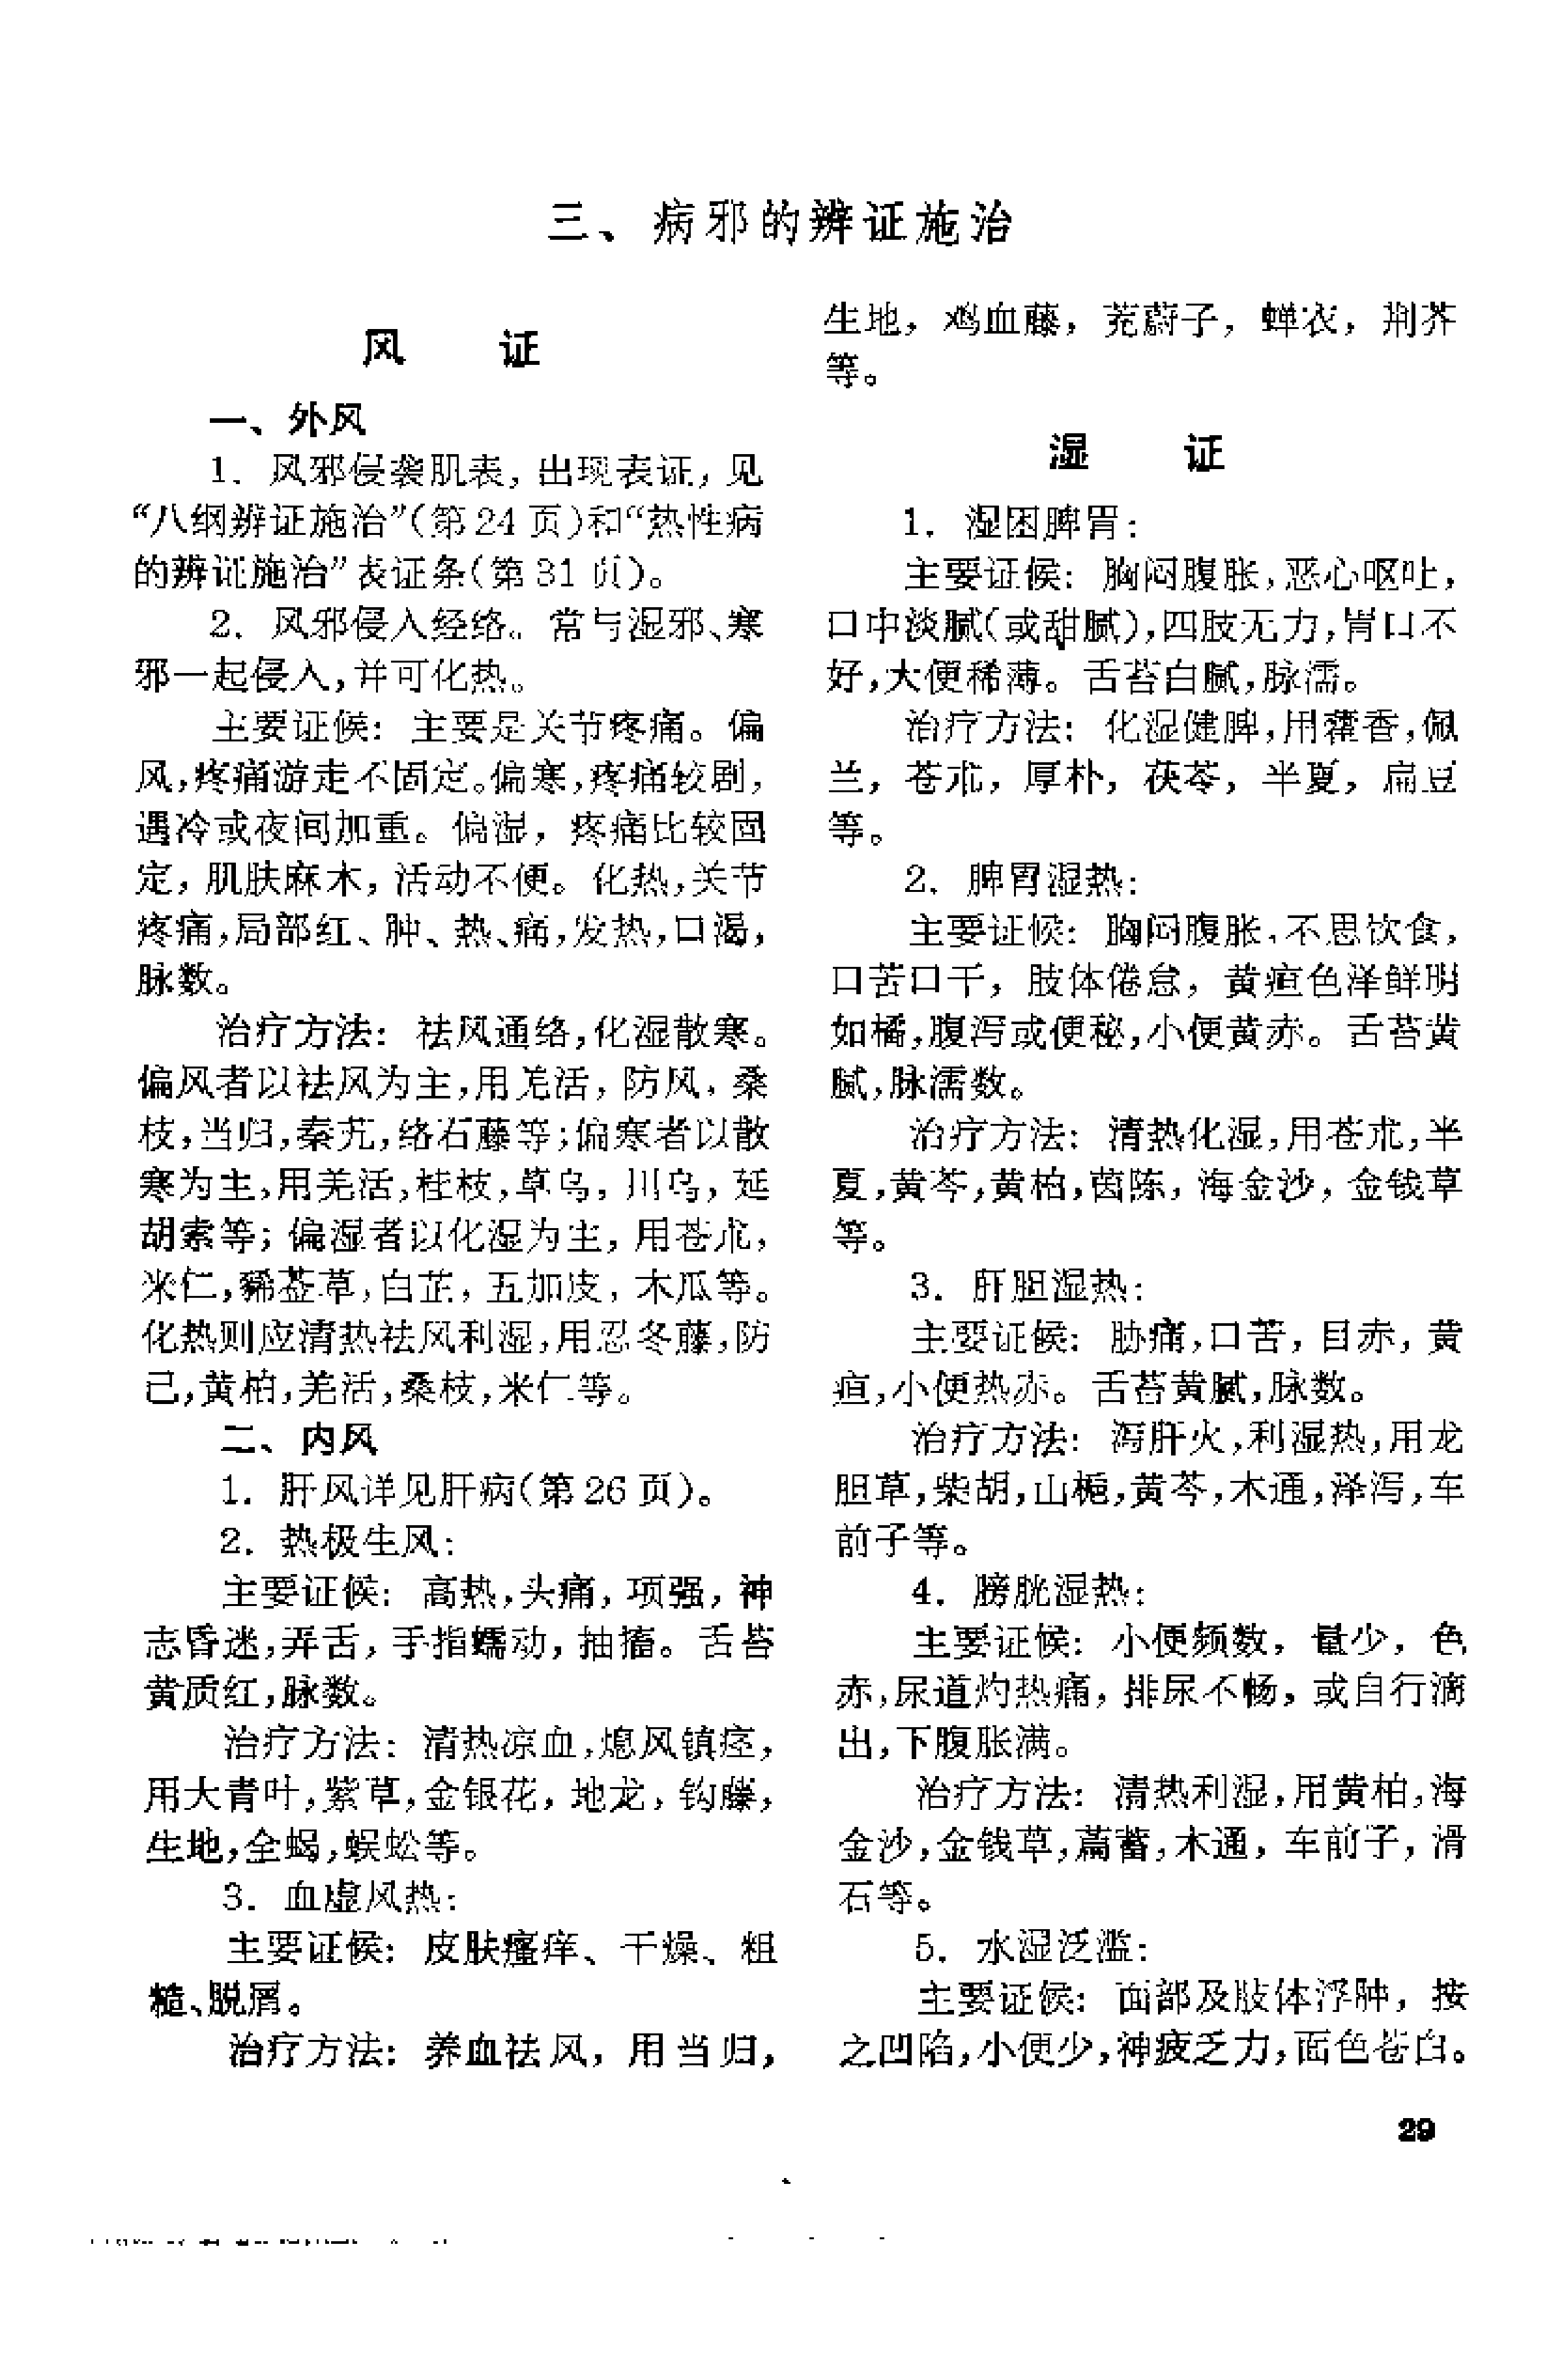 三、病邪的辨证施治
风 证
一、外风
1. 风邪侵袭肌表，出现表证，见
“八纲辨证施治”（第24页）和“热性病
的辨证施治”表证条（第31页）。
2. 风邪侵入经络。常与湿邪、寒
邪一起侵入，并可化热。
主要证候：主要是关节疼痛。偏
风，疼痛游走不固定。偏寒，疼痛较剧，
遇冷或夜间加重。偏湿，疼痛比较固
定，肌肤麻木，活动不便。化热，关节
疼痛，局部红、肿、热、痛，发热，口渴，
脉数。
治疗方法：祛风通络，化湿散寒。
偏风者以祛风为主，用羌活，防风，桑
枝，当归，秦艽，络石藤等；偏寒者以散
寒为主，用羌活，桂枝，草乌，川乌，延
胡索等；偏湿者以化湿为主，用苍朮，
米仁，豨莶草，白芷，五加皮，木瓜等。
化热则应清热祛风利湿，用忍冬藤，防
己，黄柏，羌活，桑枝，米仁等。
二、内风
1. 肝风详见肝病（第26页）。
2. 热极生风：
主要证候：高热，头痛，项强，神
志昏迷，弄舌，手指蠕动，抽搐。舌苔
黄质红，脉数。
治疗方法：清热凉血，熄风镇痉，
用大青叶，紫草，金银花，地龙，钩藤，
生地，全蝎，蜈蚣等。
3. 血虚风热：
主要证候：皮肤瘙痒、干燥、粗
糙、脱屑。
治疗方法：养血祛风，用当归，
生地，鸡血藤，茺蔚子，蝉衣，荆芥
等。
湿 证
1. 湿困脾胃：
主要证候：胸闷腹胀，恶心呕吐，
口中淡腻（或甜腻），四肢无力，胃口不
好，大便稀薄。舌苔白腻，脉濡。
治疗方法：化湿健脾，用藿香，佩
兰，苍朮，厚朴，茯苓，半夏，扁豆
等。
2. 脾胃湿热：
主要证候：胸闷腹胀，不思饮食，
口苦口干，肢体倦怠，黄疸色泽鲜明
如橘，腹泻或便秘，小便黄赤。舌苔黄
腻，脉濡数。
治疗方法：清热化湿，用苍朮，半
夏，黄芩，黄柏，茵陈，海金沙，金钱草
等。
3. 肝胆湿热：
主要证候：胁痛，口苦，目赤，黄
疸，小便热赤。舌苔黄腻，脉数。
治疗方法：泻肝火，利湿热，用龙
胆草，柴胡，山栀，黄芩，木通，泽泻，车
前子等。
4. 膀胱湿热：
主要证候：小便频数，量少，色
赤，尿道灼热痛，排尿不畅，或自行滴
出，下腹胀满。
治疗方法：清热利湿，用黄柏，海
金沙，金钱草，萹蓄，木通，车前子，滑
石等。
5. 水湿泛滥：
主要证候：面部及肢体浮肿，按
之凹陷，小便少，神疲乏力，面色苍白。
29